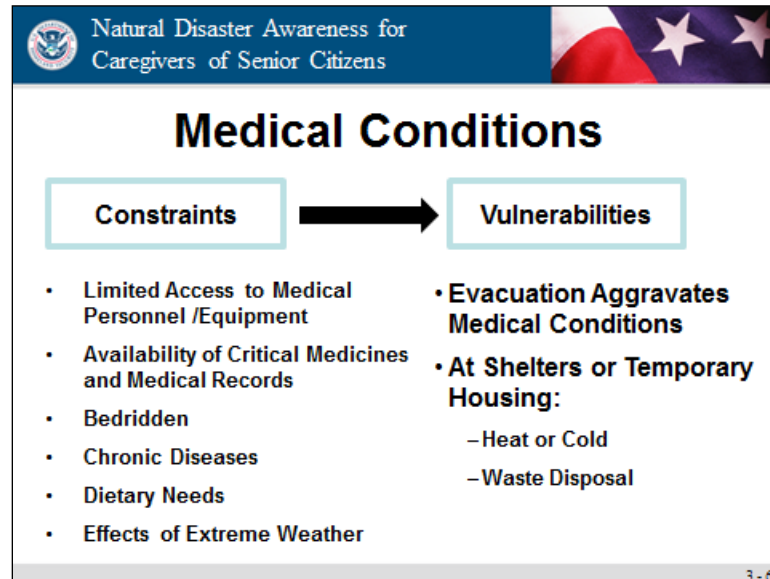 Natural Disaster Awareness for
Caregivers of Senior Citizens
Medical Conditions
Constraints
Vulnerabilities
• Limited Access to Medical
Personnel /Equipment
• Availability of Critical Medicines
and Medical Records
• Bedridden
• Chronic Diseases
• Dietary Needs
• Effects of Extreme Weather
• Evacuation Aggravates
Medical Conditions
• At Shelters or Temporary
Housing:
–Heat or Cold
–Waste Disposal